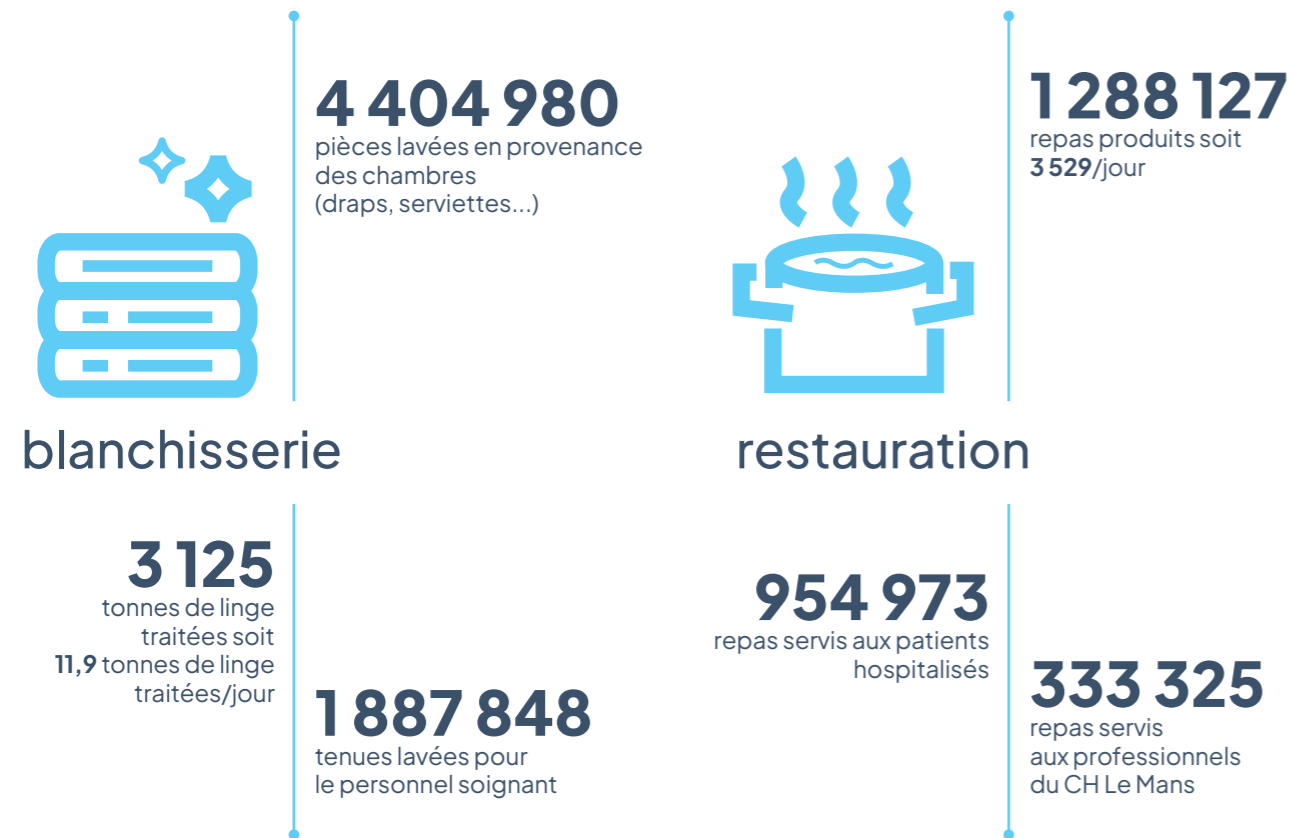 4 404 980
pièces lavées en provenance
des chambres
(draps, serviettes...)
blanchisserie
3 125
tonnes de linge
traitées soit
11,9 tonnes de linge
traitées/jour
1 887 848
tenues lavées pour
le personnel soignant
1 288 127
repas produits soit
3 529/jour
restauration
954 973
repas servis aux patients
hospitalisés
333 325
repas servis
aux professionnels
du CH Le Mans